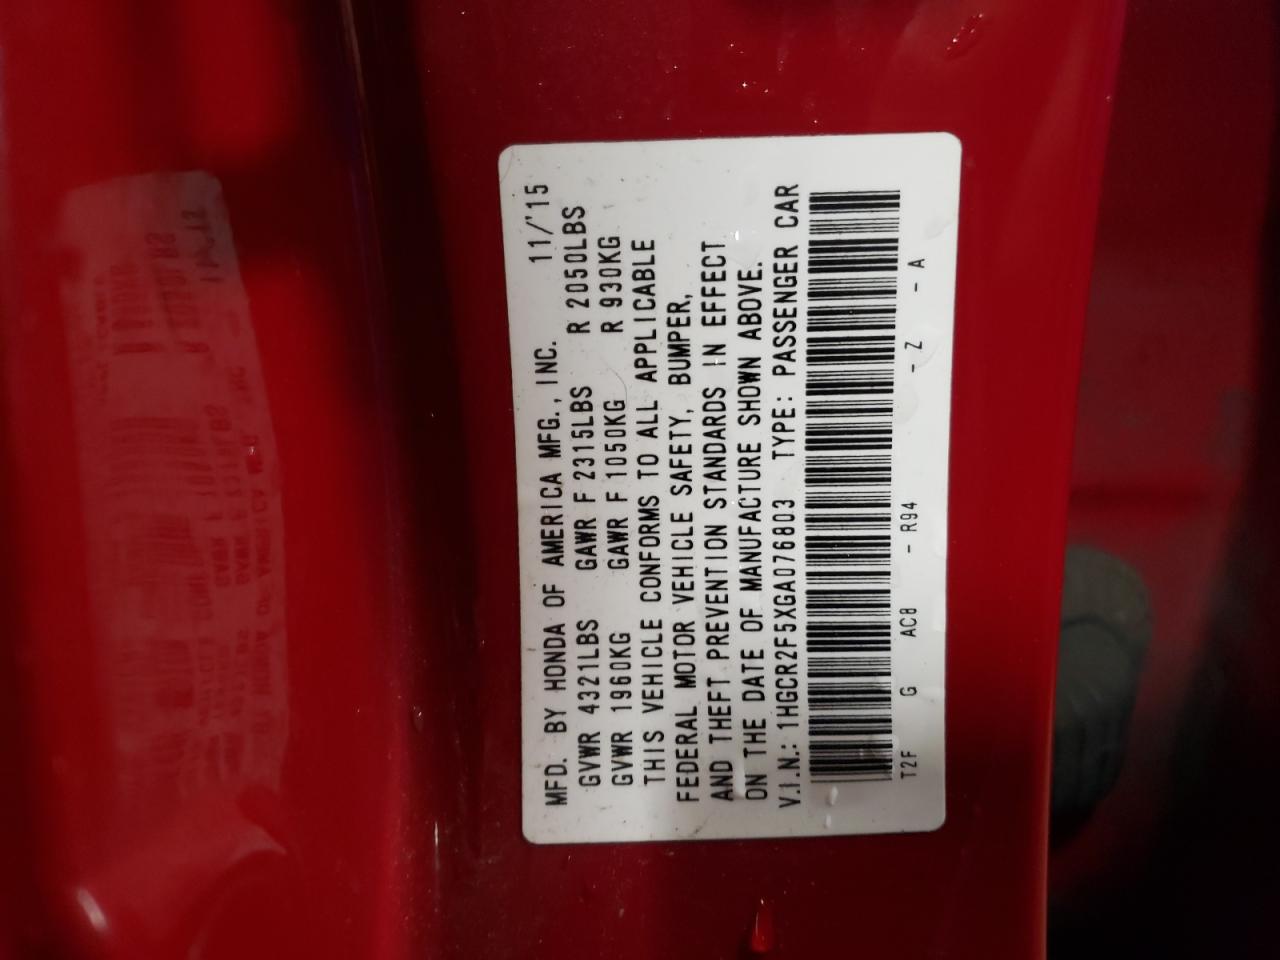 MFD. BY HONDA OF AMERICA MFG., INC. 11/'15
GVWR 4321LBS GAWR F 2315LBS R 2050LBS
GVWR 1960KG GAWR F 1050KG R 930KG
THIS VEHICLE CONFORMS TO ALL APPLICABLE
FEDERAL MOTOR VEHICLE SAFETY, BUMPER,
AND THEFT PREVENTION STANDARDS IN EFFECT
ON THE DATE OF MANUFACTURE SHOWN ABOVE.
V.I.N.: 1HGCR2F5XGA076803 TYPE: PASSENGER CAR
T2F G AC8 - R94 - Z - A